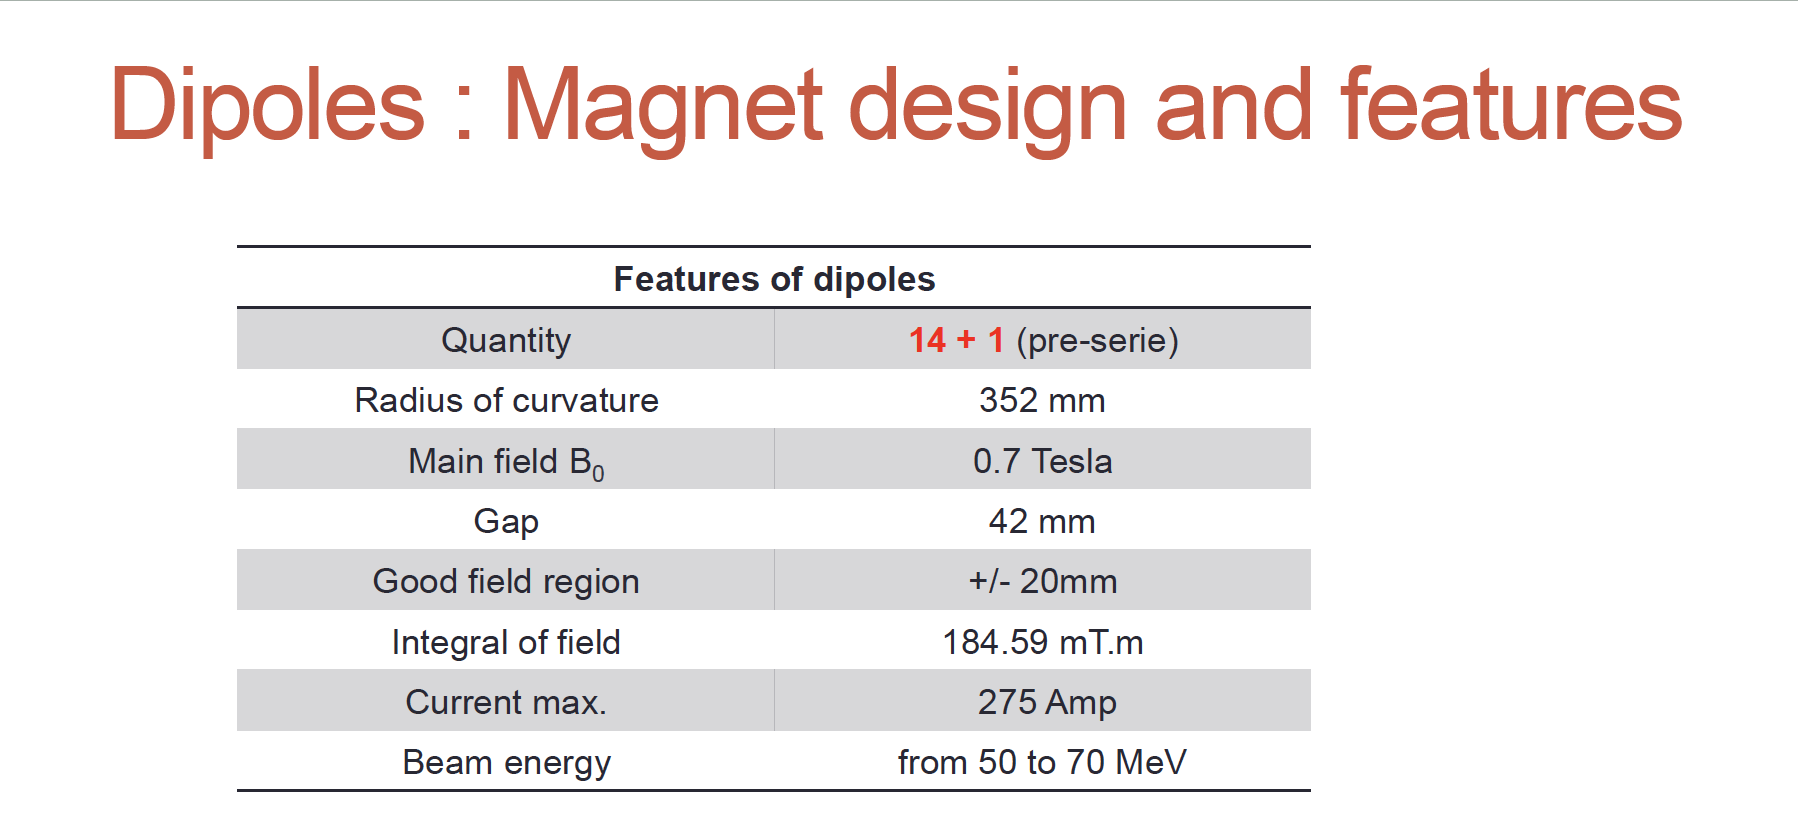 Dipoles : Magnet design and features
Features of dipoles
Quantity 14 + 1 (pre-serie)
Radius of curvature 352 mm
Main field B0 0.7 Tesla
Gap 42 mm
Good field region +/- 20mm
Integral of field 184.59 mT.m
Current max. 275 Amp
Beam energy from 50 to 70 MeV